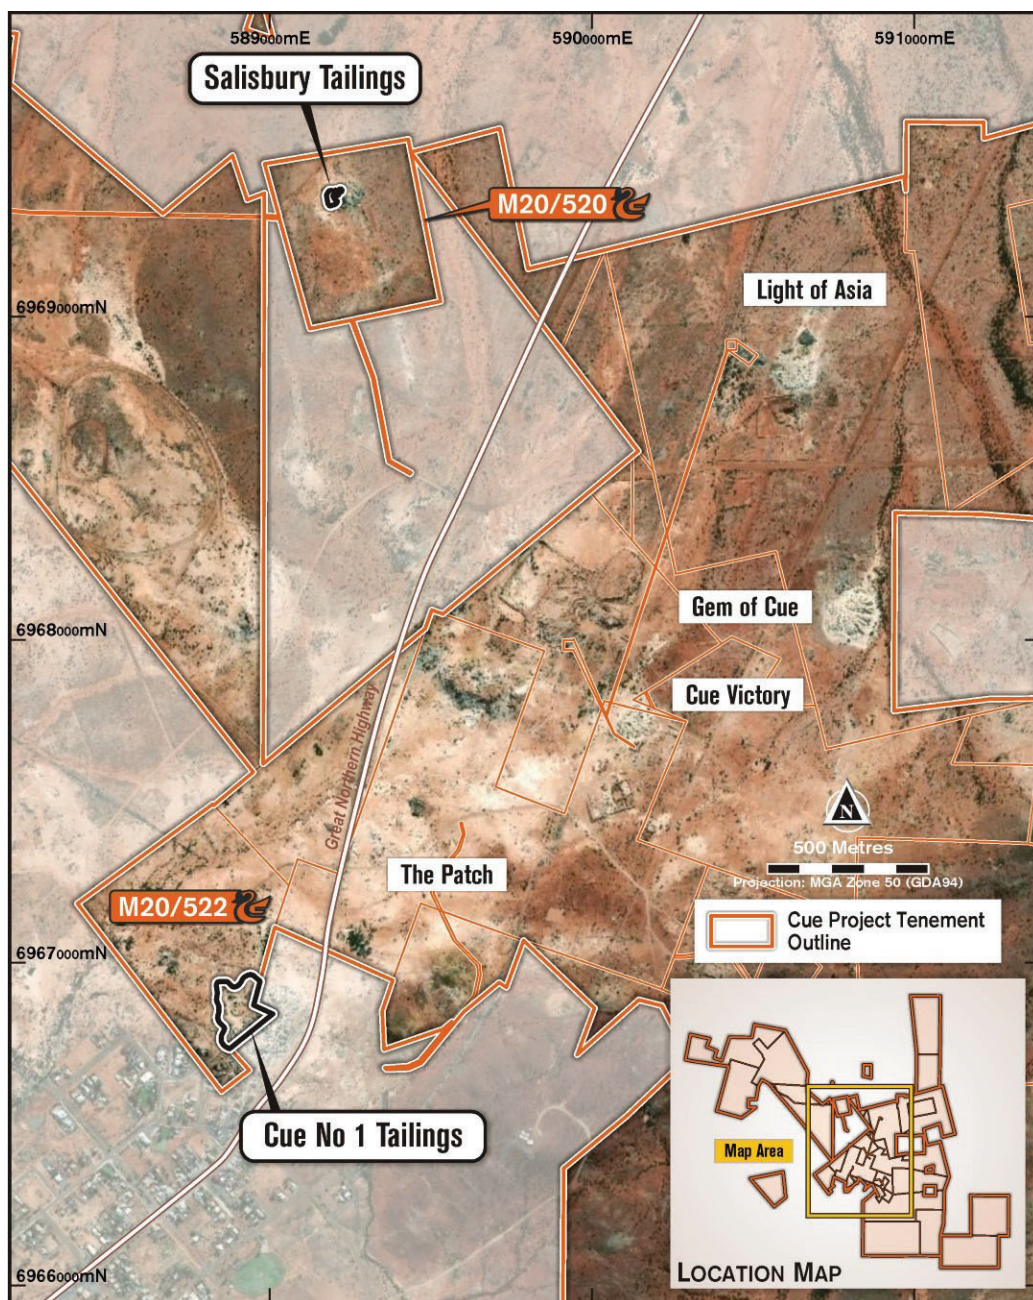 589000mE
590000mE
591000mE
Salisbury Tailings
M20/520
Light of Asia
6969000mN
Gem of Cue
6968000mN
Cue Victory
Great Northern Highway
N
500 Metres
Projection: MGA Zone 50 (GDA94)
The Patch
M20/522
Cue Project Tenement
Outline
6967000mN
Cue No 1 Tailings
Map Area
6966000mN
LOCATION MAP